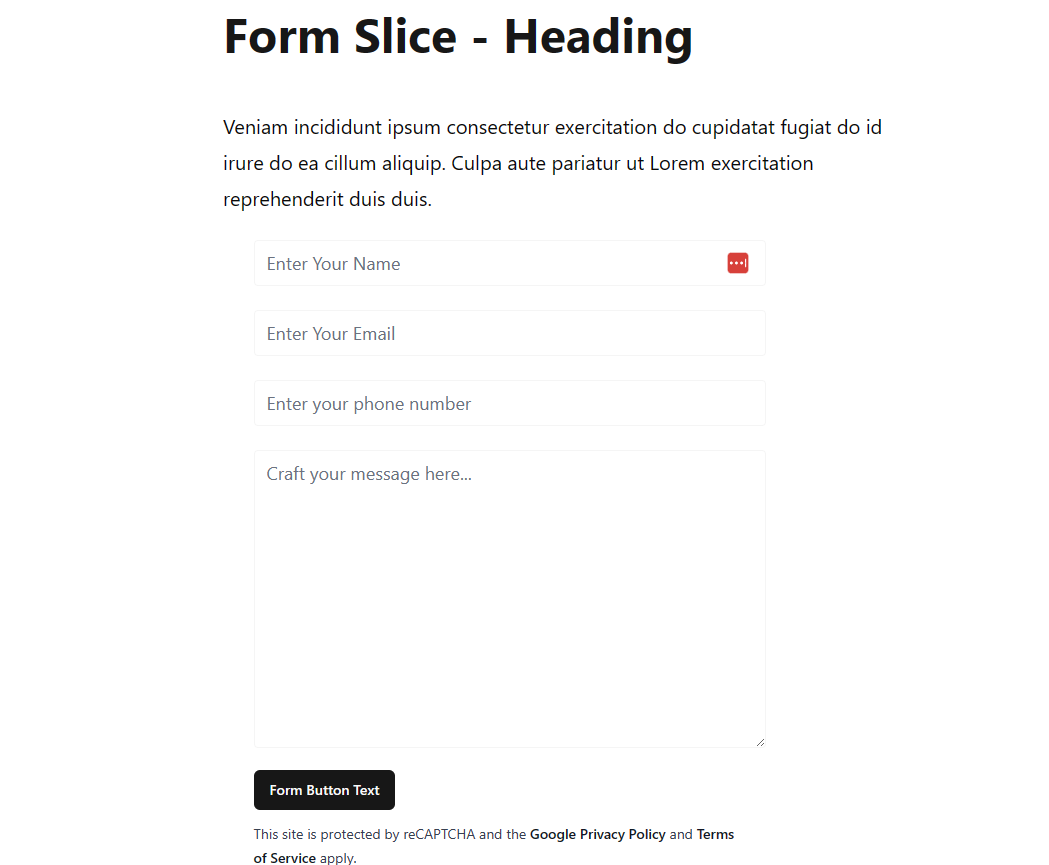 Form Slice - Heading
Veniam incididunt ipsum consectetur exercitation do cupidatat fugiat do id
irure do ea cillum aliquip. Culpa aute pariatur ut Lorem exercitation
reprehenderit duis duis.
Enter Your Name
Enter Your Email
Enter your phone number
Craft your message here...
Form Button Text
This site is protected by reCAPTCHA and the Google Privacy Policy and Terms
of Service apply.